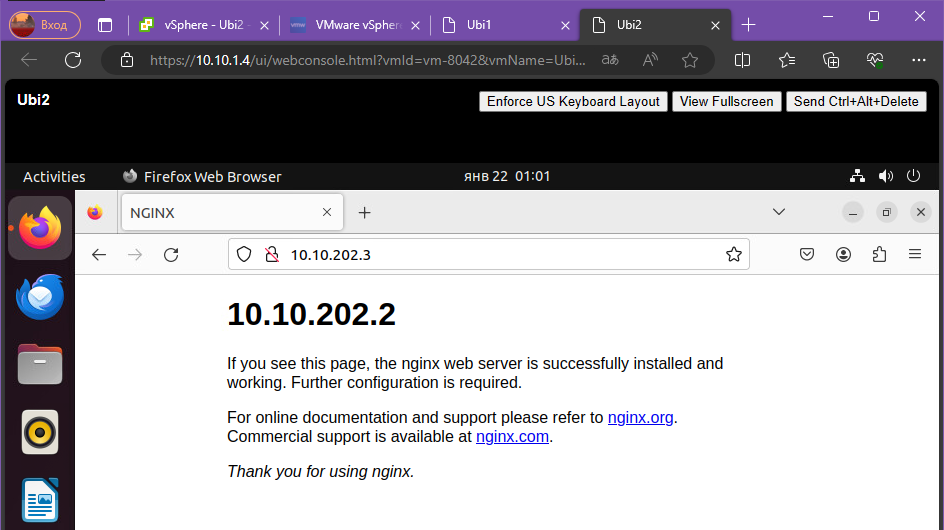 Вход
vSphere - Ubi2 -
VMware vSphere
Ubi1
Ubi2
https://10.10.1.4/ui/webconsole.html?vmId=vm-8042&vmName=Ubi...
Ubi2
Enforce US Keyboard Layout
View Fullscreen
Send Ctrl+Alt+Delete
Activities
Firefox Web Browser
янв 22 01:01
NGINX
10.10.202.3
10.10.202.2
If you see this page, the nginx web server is successfully installed and
working. Further configuration is required.
For online documentation and support please refer to nginx.org.
Commercial support is available at nginx.com.
Thank you for using nginx.